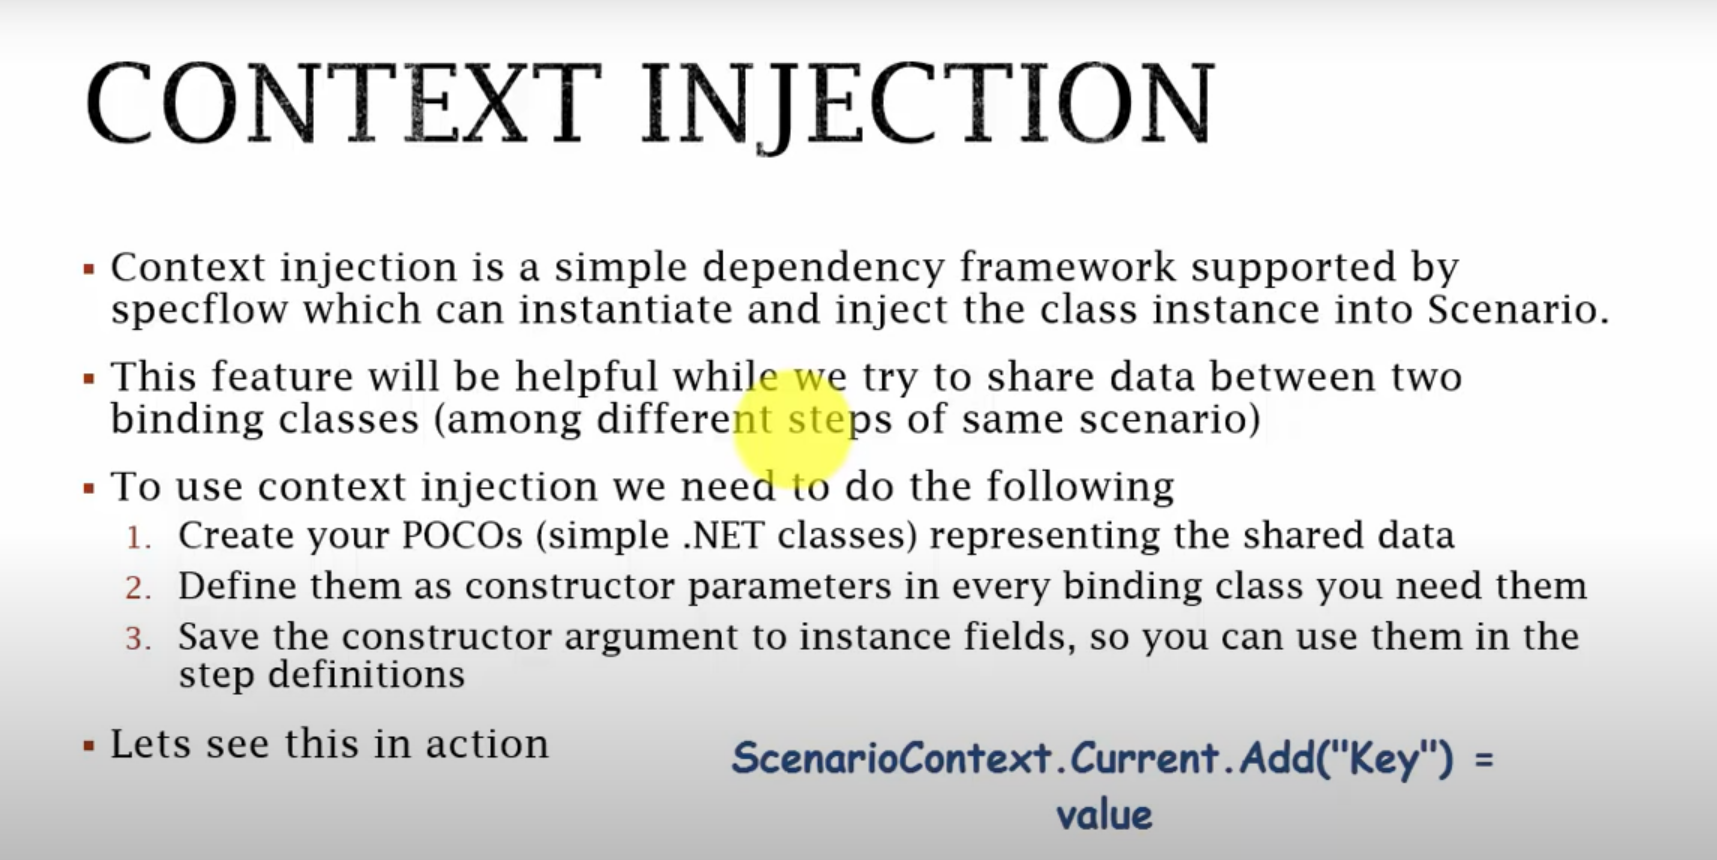 CONTEXT INJECTION
▪ Context injection is a simple dependency framework supported by
specflow which can instantiate and inject the class instance into Scenario.
▪ This feature will be helpful while we try to share data between two
binding classes (among different steps of same scenario)
▪ To use context injection we need to do the following
1. Create your POCOs (simple .NET classes) representing the shared data
2. Define them as constructor parameters in every binding class you need them
3. Save the constructor argument to instance fields, so you can use them in the
step definitions
▪ Lets see this in action
ScenarioContext.Current.Add("Key") =
value